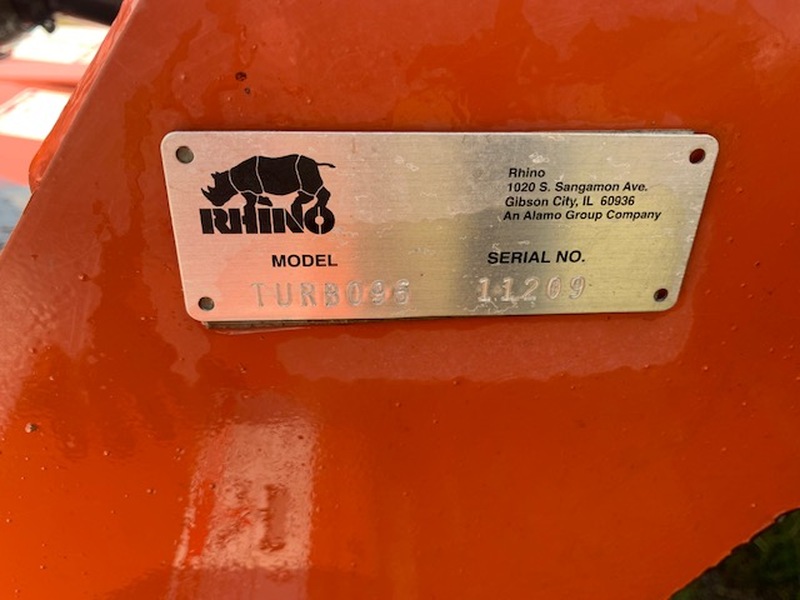 RHINO
Rhino
1020 S. Sangamon Ave.
Gibson City, IL 60936
An Alamo Group Company
MODEL
SERIAL NO.
TURBO96
11209